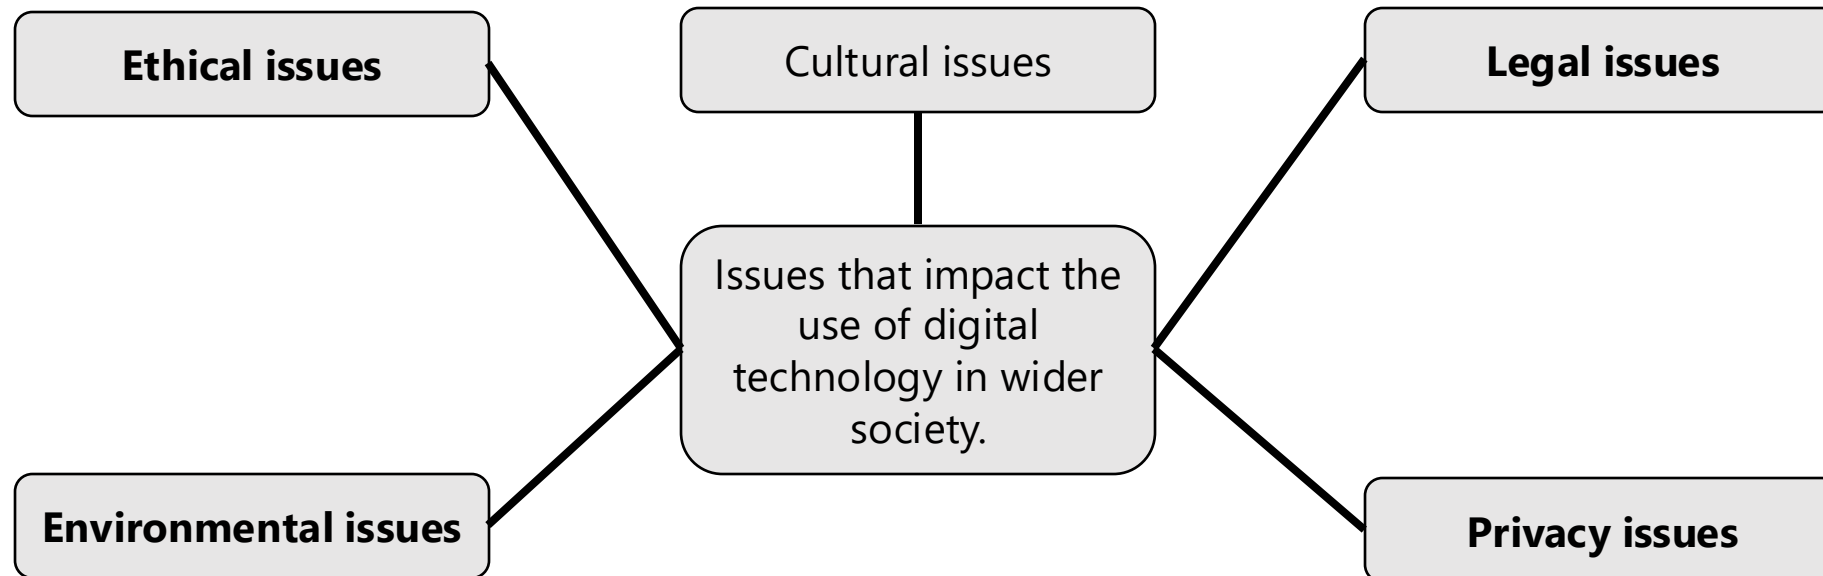 Ethical issues
Cultural issues
Legal issues
Issues that impact the
use of digital
technology in wider
society.
Environmental issues
Privacy issues